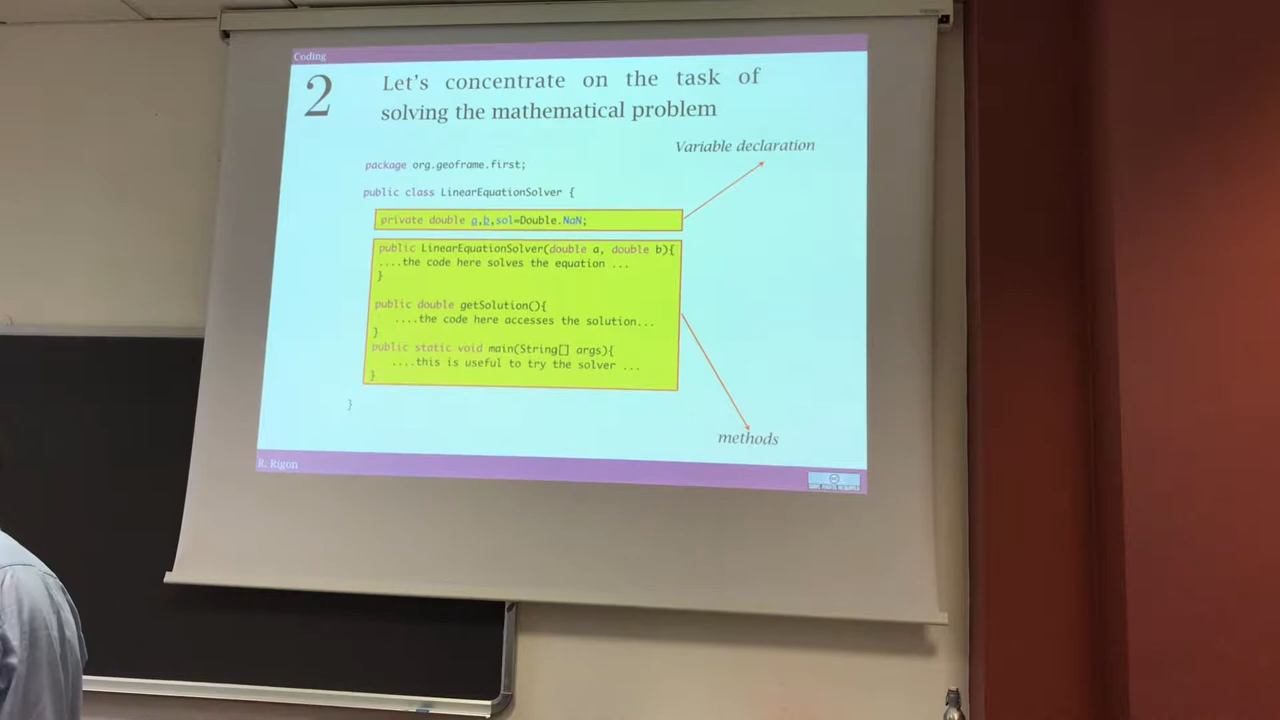 Coding
2
Let's concentrate on the task of
solving the mathematical problem
Variable declaration
package org.geoframe.first;
public class LinearEquationSolver {
private double a,b,sol=Double.NaN;
public LinearEquationSolver(double a, double b){
....the code here solves the equation ...
}
public double getSolution(){
....the code here accesses the solution...
}
public static void main(String[] args){
....this is useful to try the solver ...
}
}
methods
R. Rigon